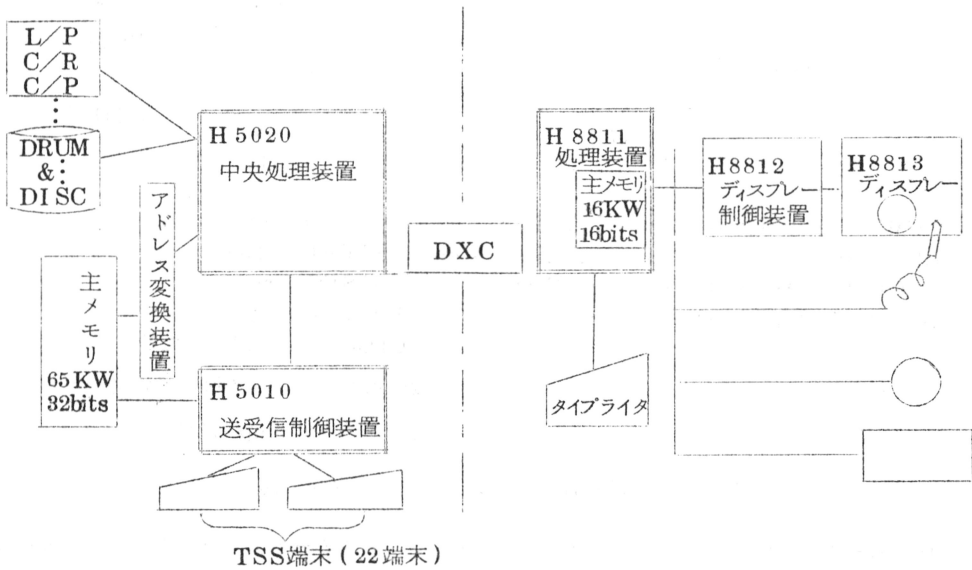 L/P
C/R
C/P
DRUM
&
DISC
H 5020
中央処理装置
アドレス変換装置
主メモリ
65KW
32bits
H 5010
送受信制御装置
TSS端末(22端末)
DXC
H 8811
処理装置
主メモリ
16KW
16bits
タイプライタ
H8812
ディスプレー
制御装置
H8813
ディスプレー